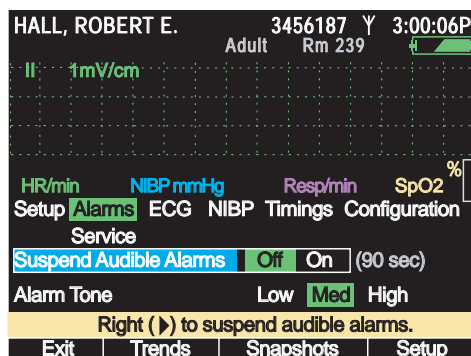 HALL, ROBERT E. 3456187 3:00:06P
Adult Rm 239
II 1mV/cm
%
HR/min NIBP mmHg Resp/min SpO2
Setup Alarms ECG NIBP Timings Configuration
Service
Suspend Audible Alarms Off On (90 sec)
Alarm Tone Low Med High
Right ( ) to suspend audible alarms.
Exit Trends Snapshots Setup